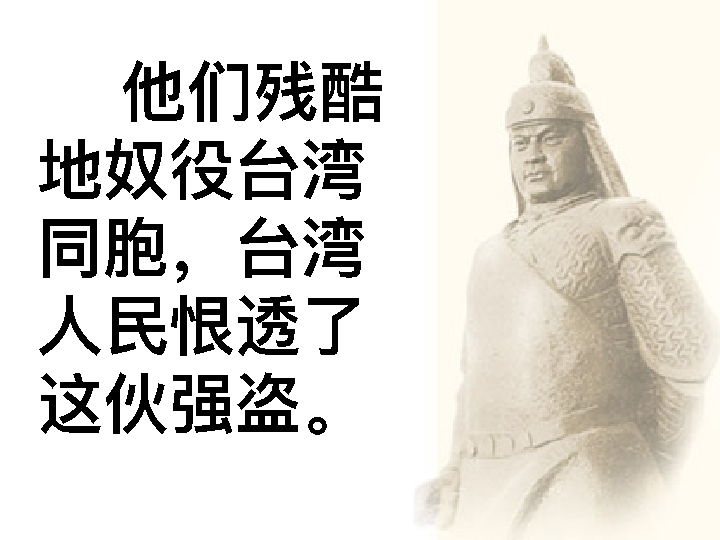 他们残酷
地奴役台湾
同胞，台湾
人民恨透了
这伙强盗。